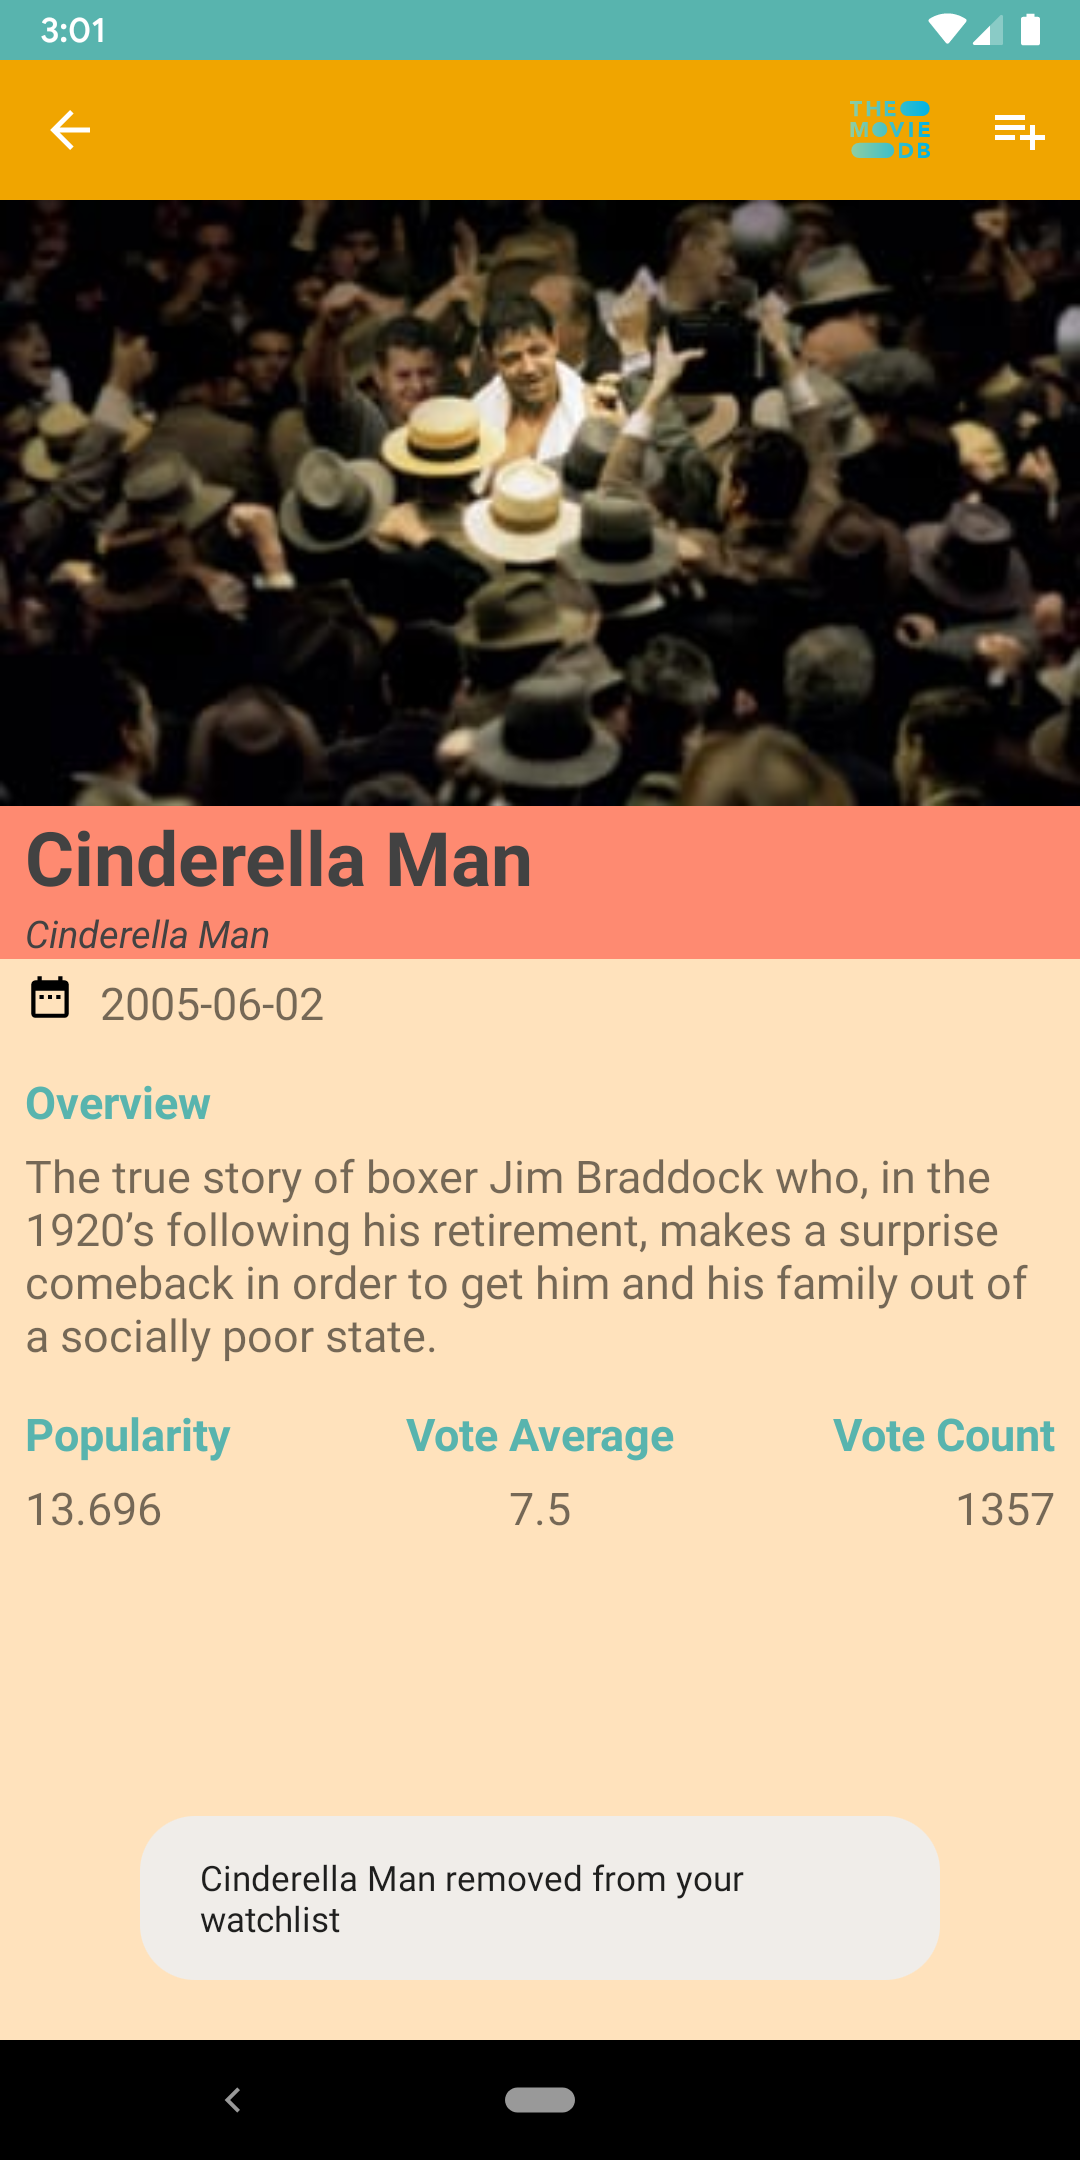 3:01
THE
MOVIE
DB
Cinderella Man
Cinderella Man
2005-06-02
Overview
The true story of boxer Jim Braddock who, in the
1920’s following his retirement, makes a surprise
comeback in order to get him and his family out of
a socially poor state.
Popularity
Vote Average
Vote Count
13.696
7.5
1357
Cinderella Man removed from your
watchlist